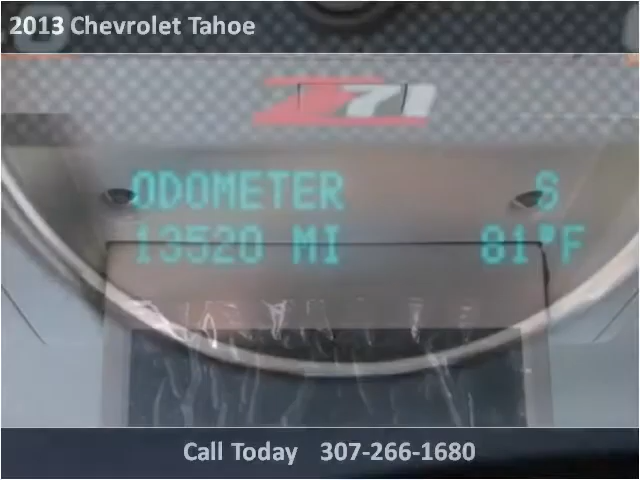 2013 Chevrolet Tahoe
Z71
ODOMETER S
13520 MI 81°F
Call Today 307-266-1680